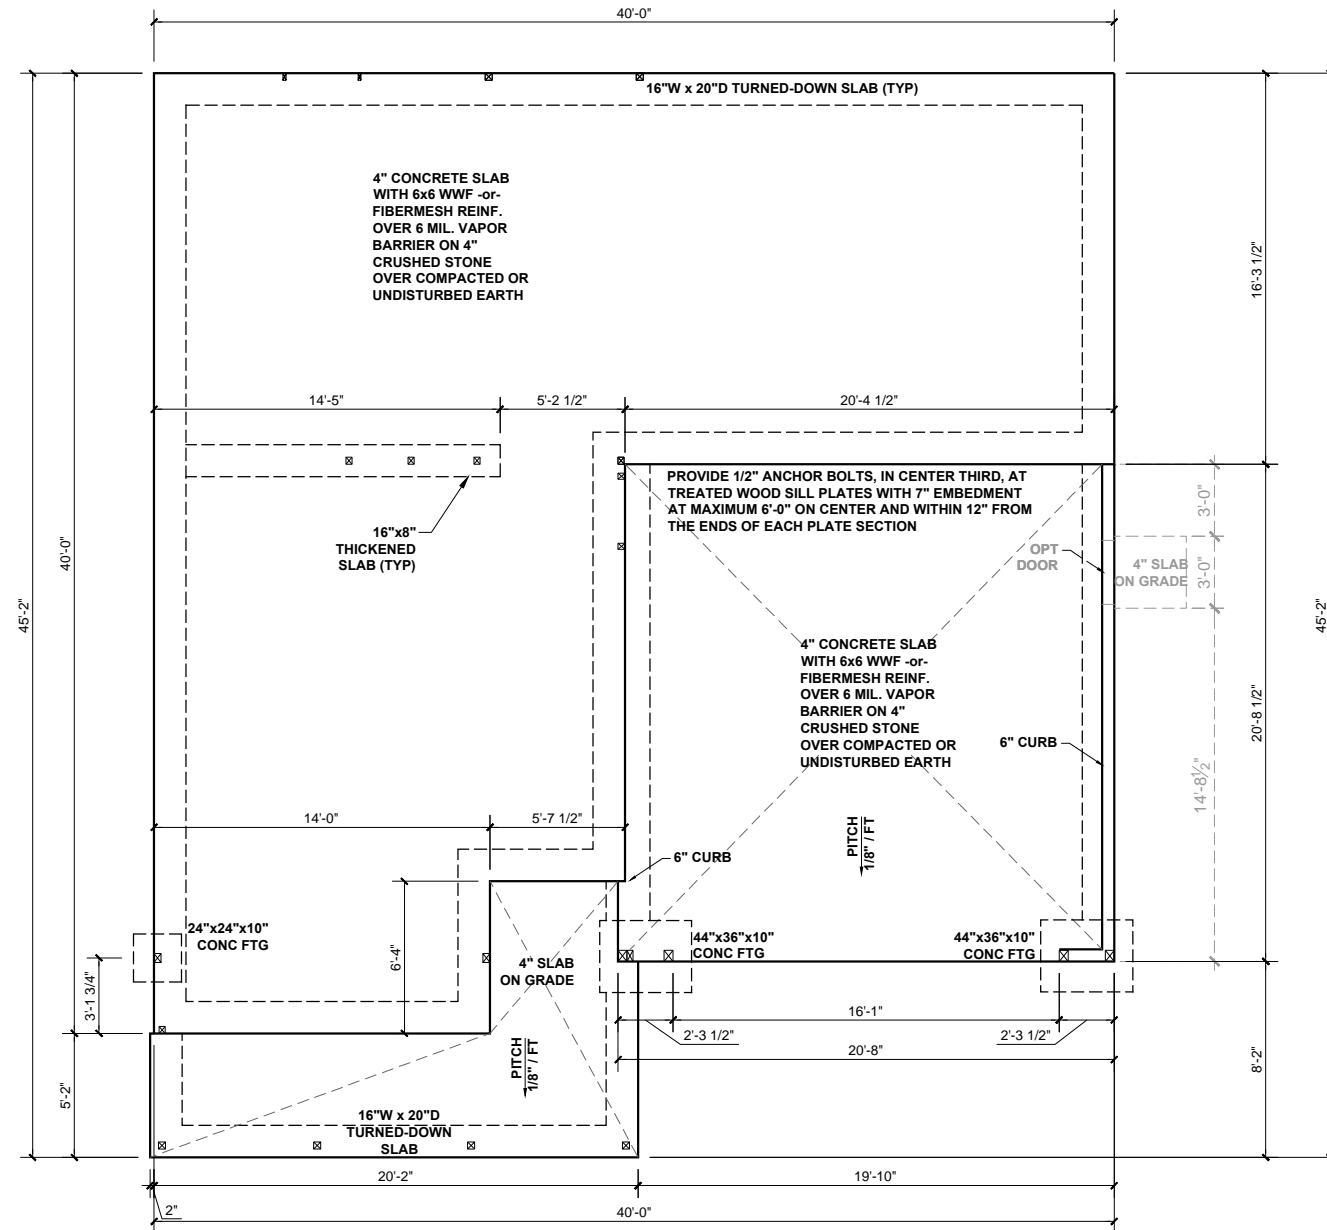 40'-0"
16"W x 20"D TURNED-DOWN SLAB (TYP)
4" CONCRETE SLAB
WITH 6x6 WWF -or-
FIBERMESH REINF.
OVER 6 MIL. VAPOR
BARRIER ON 4"
CRUSHED STONE
OVER COMPACTED OR
UNDISTURBED EARTH
16'-3 1/2"
14'-5"
5'-2 1/2"
20'-4 1/2"
PROVIDE 1/2" ANCHOR BOLTS, IN CENTER THIRD, AT
TREATED WOOD SILL PLATES WITH 7" EMBEDMENT
AT MAXIMUM 6'-0" ON CENTER AND WITHIN 12" FROM
THE ENDS OF EACH PLATE SECTION
3'-0"
16"x8"
THICKENED
SLAB (TYP)
OPT
DOOR
4" SLAB
ON GRADE
3'-0"
40'-0"
45'-2"
45'-2"
4" CONCRETE SLAB
WITH 6x6 WWF -or-
FIBERMESH REINF.
OVER 6 MIL. VAPOR
BARRIER ON 4"
CRUSHED STONE
OVER COMPACTED OR
UNDISTURBED EARTH
6" CURB
20'-8 1/2"
14'-8½"
14'-0"
5'-7 1/2"
PITCH
1/8" / FT
6" CURB
24"x24"x10"
CONC FTG
6'-4"
4" SLAB
ON GRADE
44"x36"x10"
CONC FTG
44"x36"x10"
CONC FTG
3'-1 3/4"
16'-1"
2'-3 1/2"
2'-3 1/2"
20'-8"
PITCH
1/8" / FT
8'-2"
5'-2"
16"W x 20"D
TURNED-DOWN
SLAB
20'-2"
19'-10"
2"
40'-0"